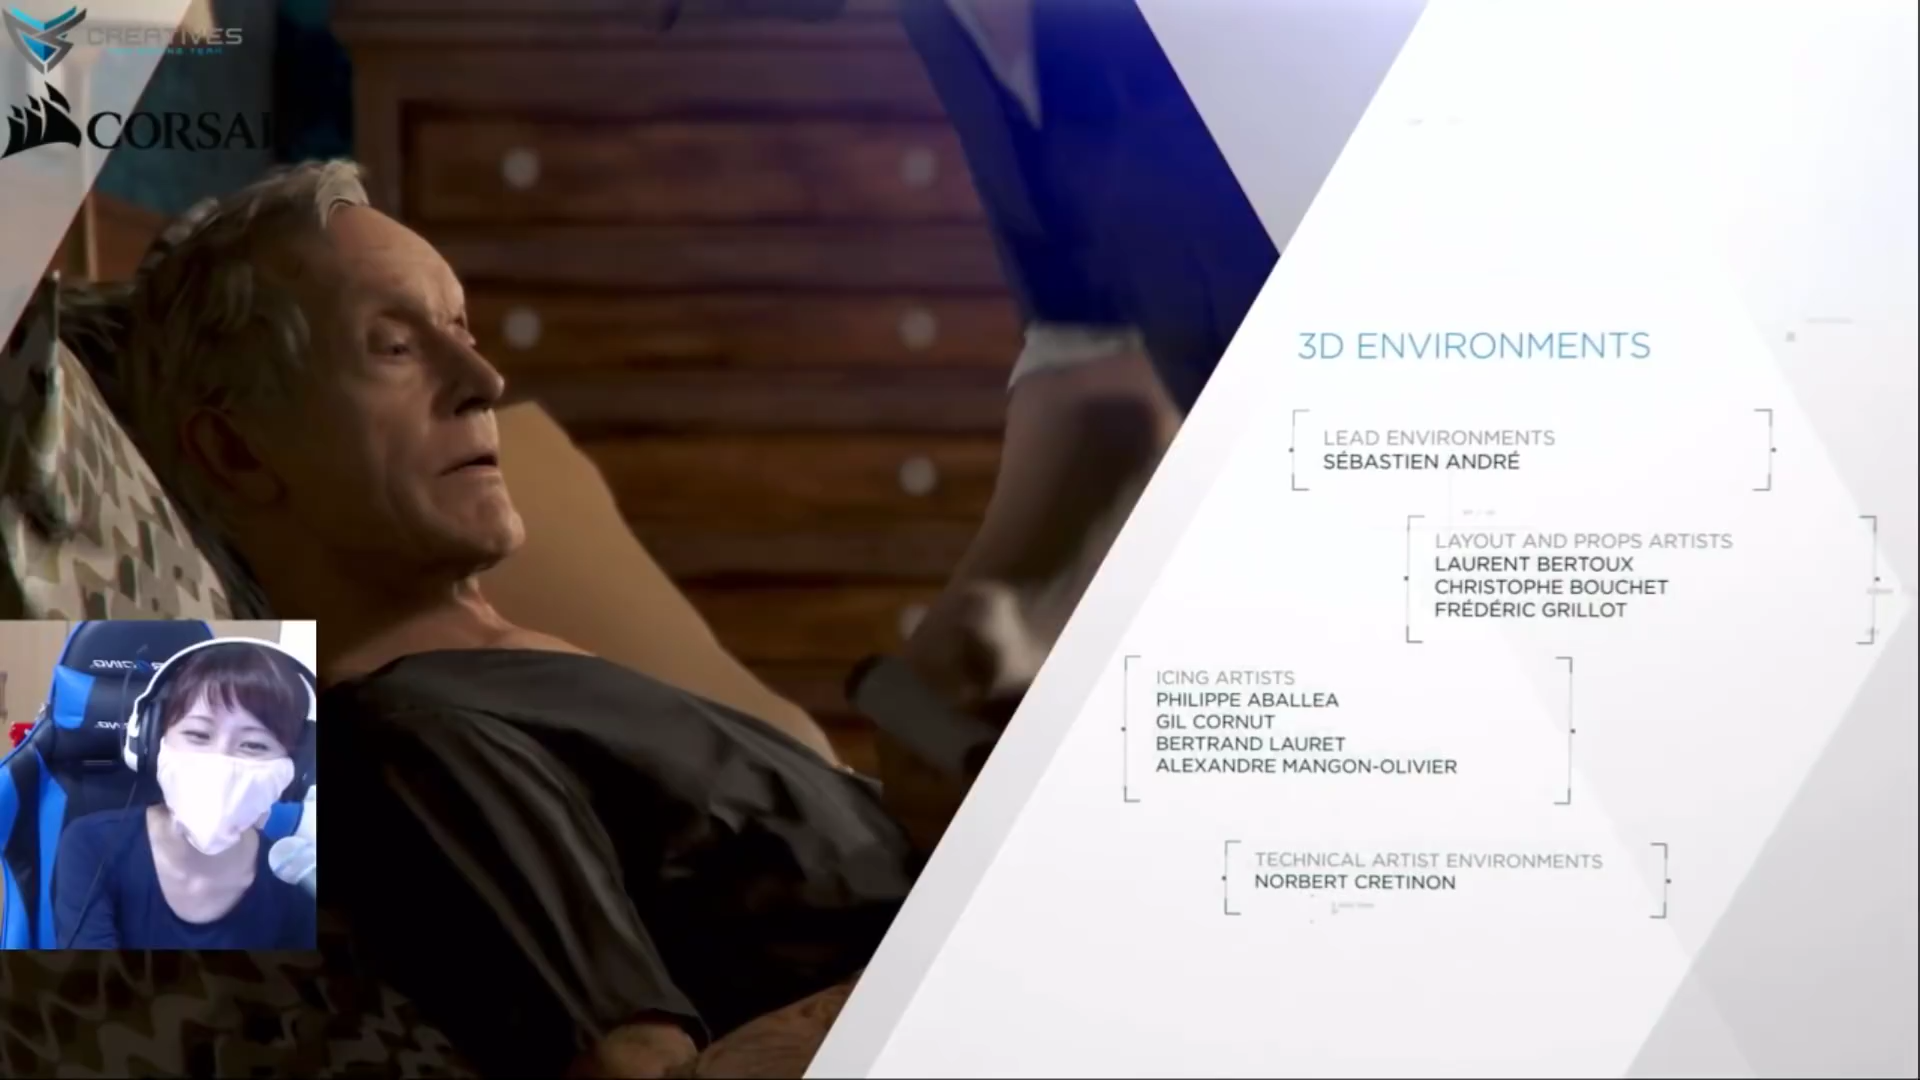 CREATIVES
CORSAI
3D ENVIRONMENTS
LEAD ENVIRONMENTS
SÉBASTIEN ANDRÉ
LAYOUT AND PROPS ARTISTS
LAURENT BERTOUX
CHRISTOPHE BOUCHET
FRÉDÉRIC GRILLOT
ICING ARTISTS
PHILIPPE ABALLEA
GIL CORNUT
BERTRAND LAURET
ALEXANDRE MANGON-OLIVIER
TECHNICAL ARTIST ENVIRONMENTS
NORBERT CRETINON